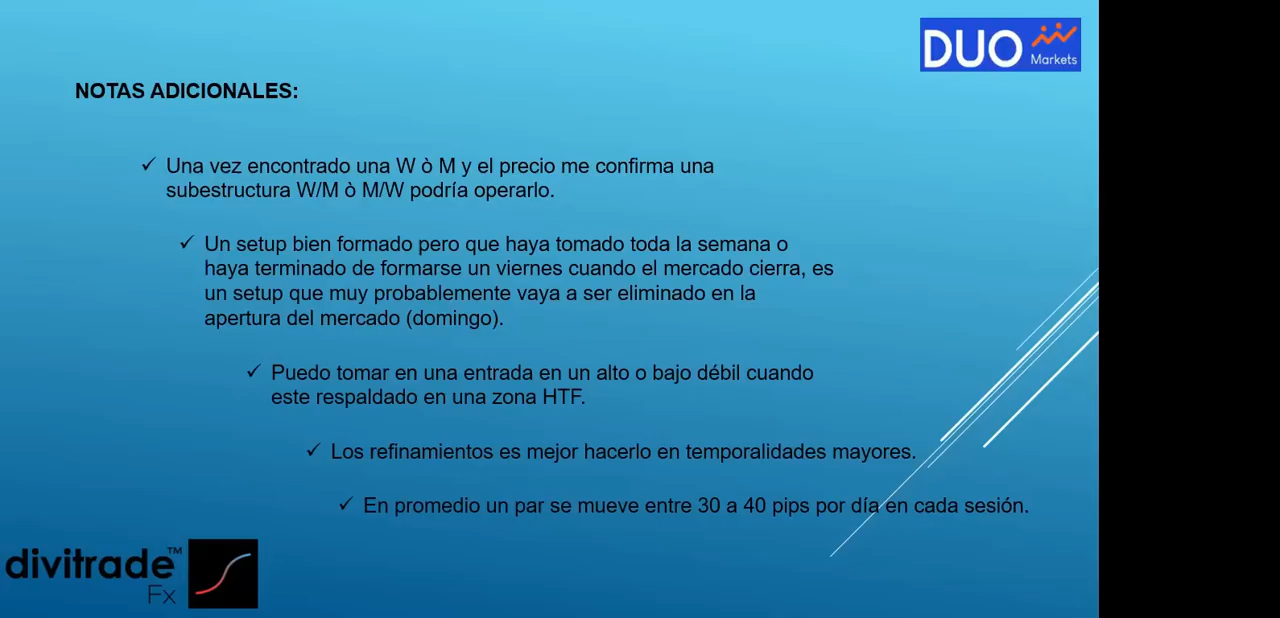 DUO
Markets
NOTAS ADICIONALES:
✓ Una vez encontrado una W ò M y el precio me confirma una
subestructura W/M ò M/W podría operarlo.
✓ Un setup bien formado pero que haya tomado toda la semana o
haya terminado de formarse un viernes cuando el mercado cierra, es
un setup que muy probablemente vaya a ser eliminado en la
apertura del mercado (domingo).
✓ Puedo tomar en una entrada en un alto o bajo débil cuando
este respaldado en una zona HTF.
✓ Los refinamientos es mejor hacerlo en temporalidades mayores.
✓ En promedio un par se mueve entre 30 a 40 pips por día en cada sesión.
divitrade™
Fx